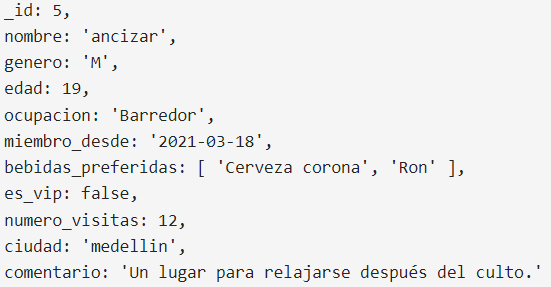 _id: 5,
nombre: 'ancizar',
genero: 'M',
edad: 19,
ocupacion: 'Barredor',
miembro_desde: '2021-03-18',
bebidas_preferidas: [ 'Cerveza corona', 'Ron' ],
es_vip: false,
numero_visitas: 12,
ciudad: 'medellin',
comentario: 'Un lugar para relajarse después del culto.'